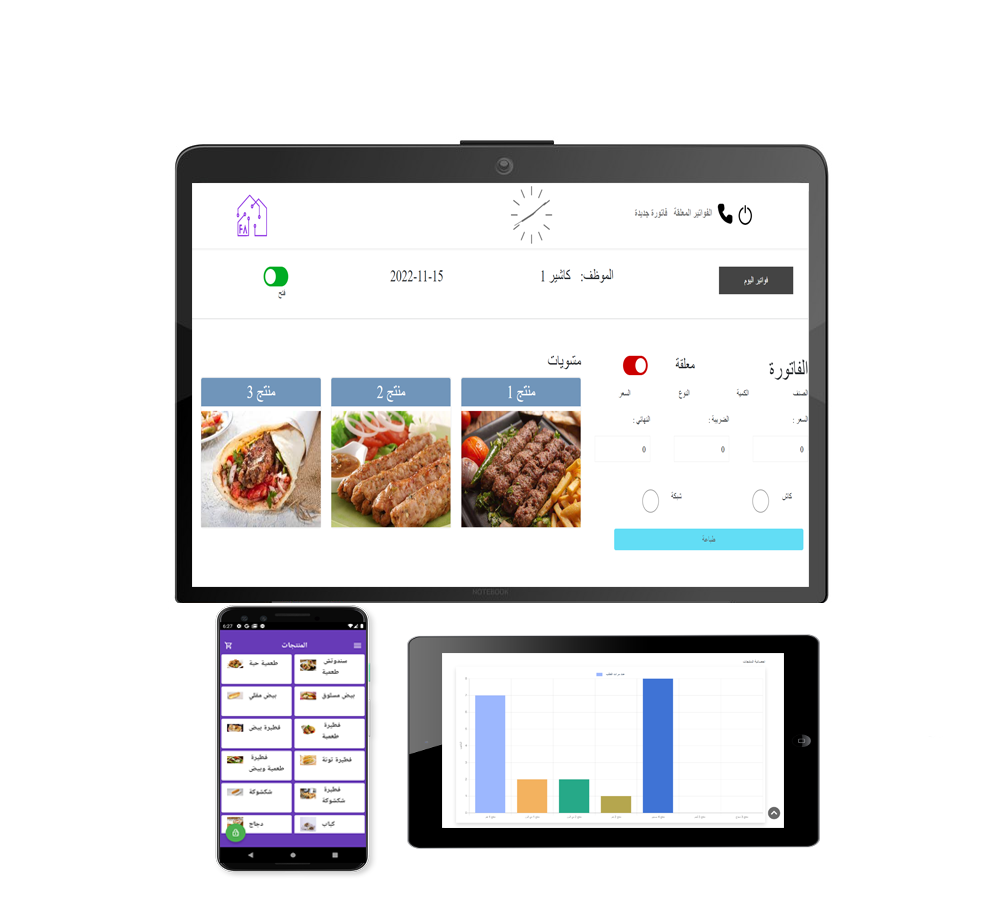 الفواتير المعلقة فاتورة جديدة
FA
فواتير اليوم
الموظف: كاشير 1
2022-11-15
فتح
الفاتورة
معلقة
الصنف الكمية النوع السعر
السعر : الضريبة : النهائي :
0 0 0
كاش شبكة
طباعة
مشويات
منتج 1
منتج 2
منتج 3
NOTEBOOK
6:27
المنتجات
سندوتش طعمية
طعمية حبة
بيض مسلوق
بيض مقلي
فطيرة طعمية
فطيرة بيض
فطيرة تونة
فطيرة طعمية وبيض
فطيرة شكشوكة
شكشوكة
كباب
دجاج